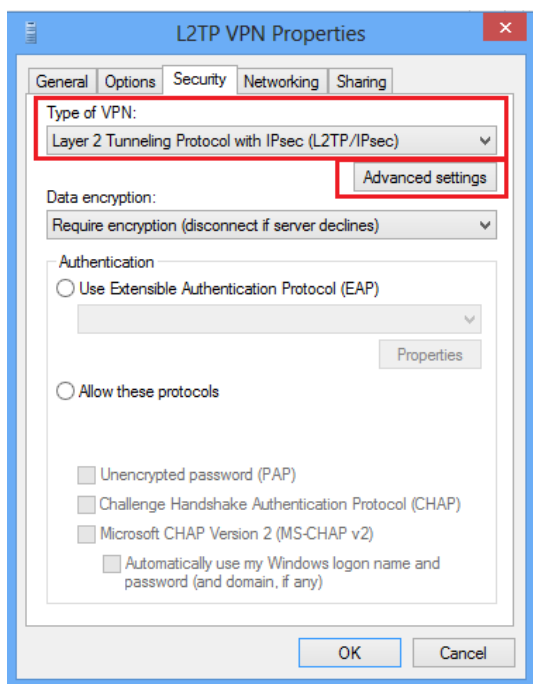 L2TP VPN Properties
General Options Security Networking Sharing
Type of VPN:
Layer 2 Tunneling Protocol with IPsec (L2TP/IPsec)
Advanced settings
Data encryption:
Require encryption (disconnect if server declines)
Authentication
Use Extensible Authentication Protocol (EAP)
Properties
Allow these protocols
Unencrypted password (PAP)
Challenge Handshake Authentication Protocol (CHAP)
Microsoft CHAP Version 2 (MS-CHAP v2)
Automatically use my Windows logon name and
password (and domain, if any)
OK Cancel